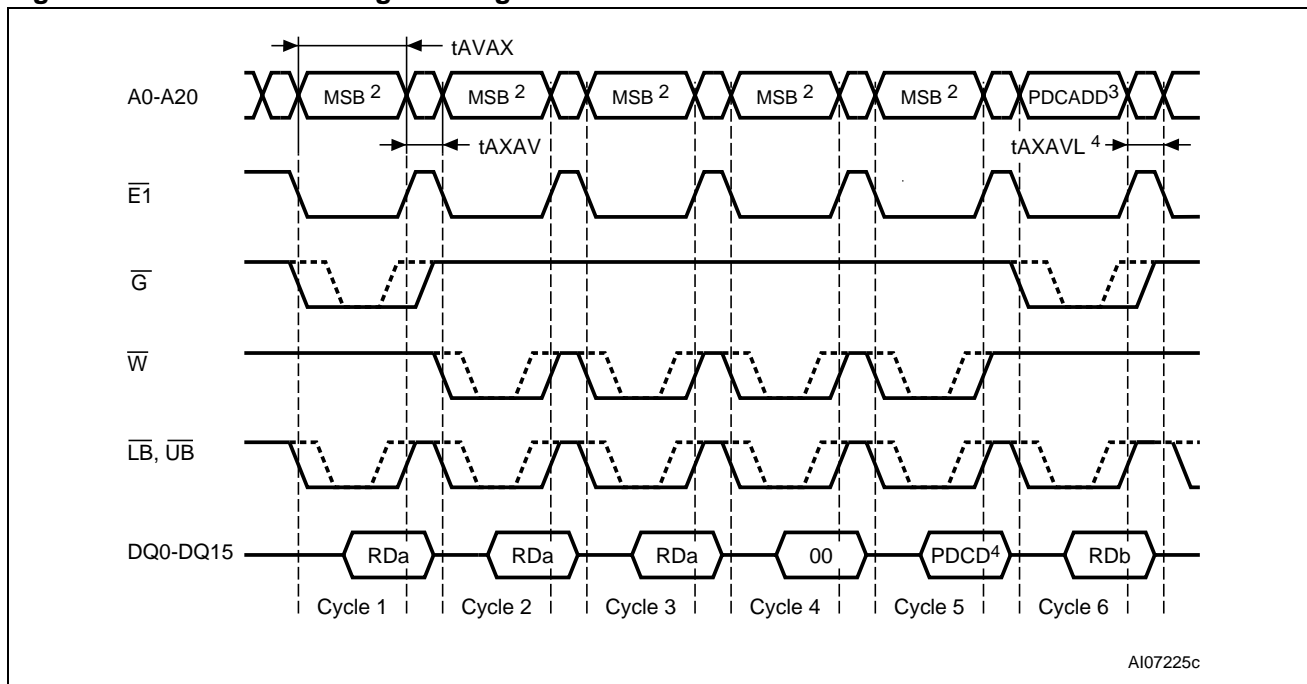 tAVAX
A0-A20 MSB 2 MSB 2 MSB 2 MSB 2 MSB 2 PDCADD3
tAXAV tAXAVL 4
E1
G
W
LB, UB
DQ0-DQ15 RDa RDa RDa 00 PDCD4 RDb
Cycle 1 Cycle 2 Cycle 3 Cycle 4 Cycle 5 Cycle 6
AI07225c